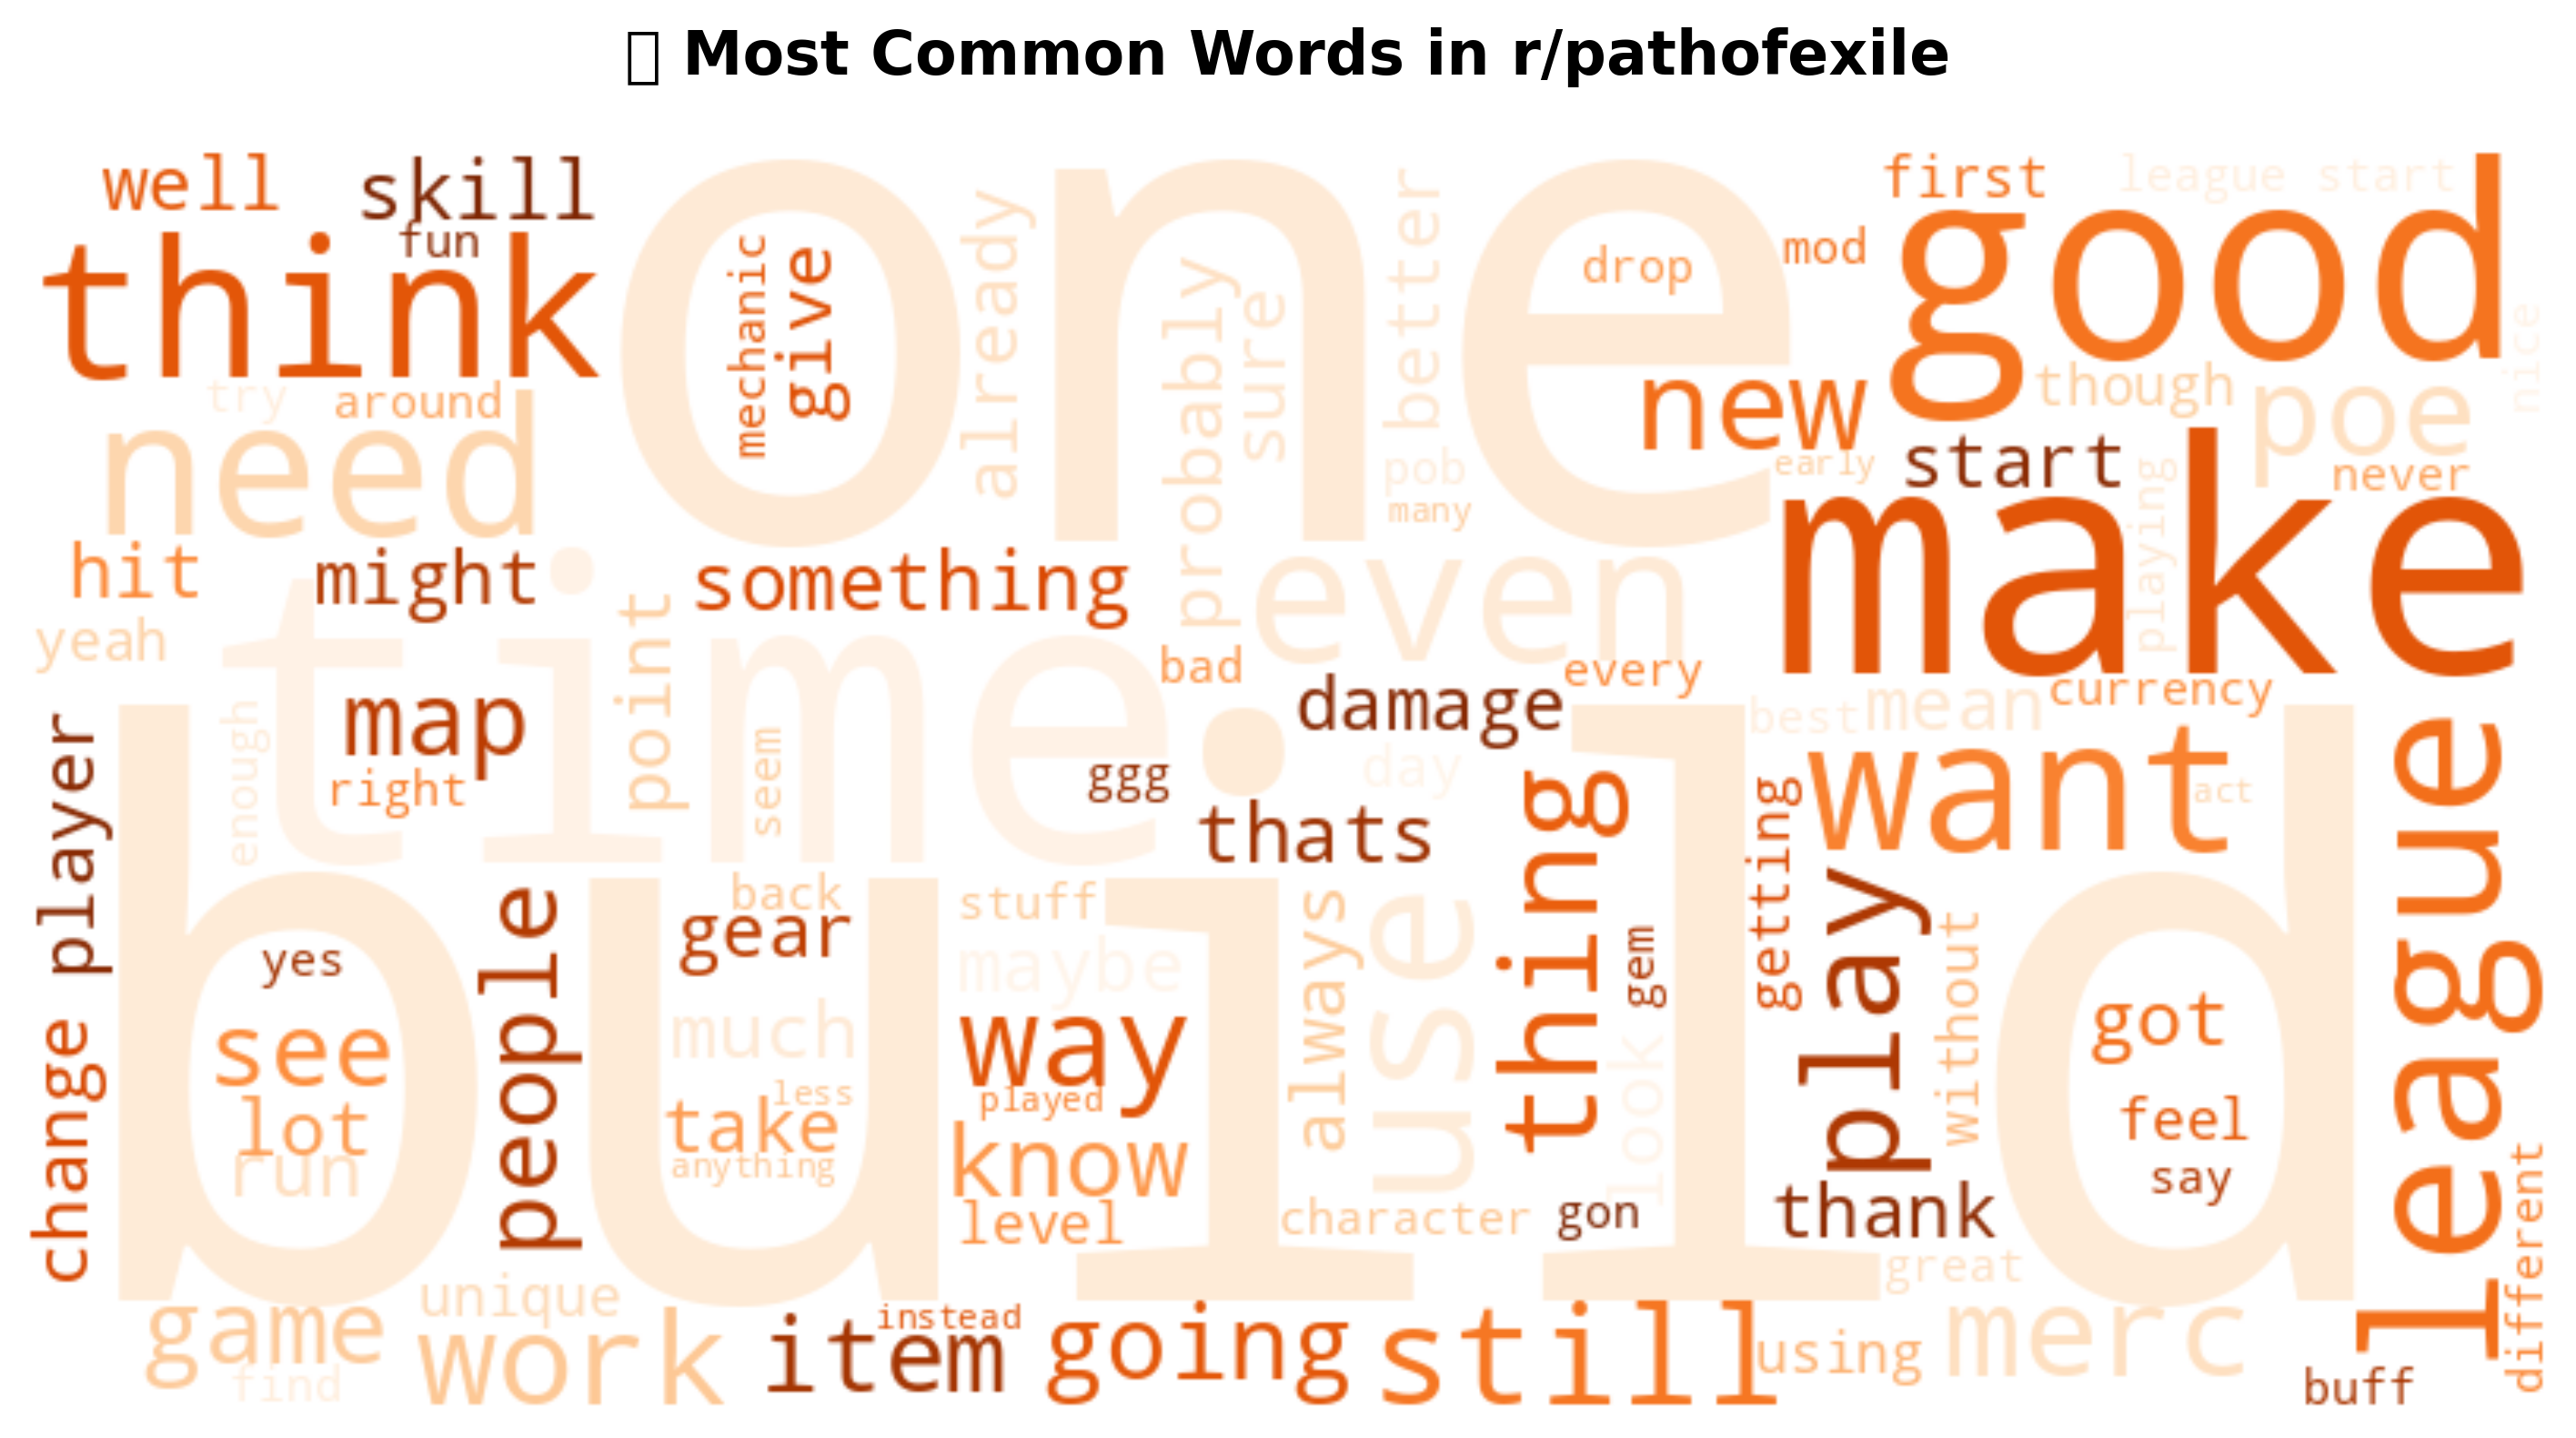 ▯ Most Common Words in r/pathofexile
well
skill
fun
think
one
mechanic
give
already
probably
sure
better
drop
mod
first
league start
good
nice
try
around
need
new
though
poe
pob
many
early
start
never
playing
make
hit
might
something
even
yeah
time
point
bad
every
damage
best
mean
currency
map
right
enough
seem
ggg
day
thats
want
act
player
change
build
people
back
gear
stuff
maybe
always
use
thing
gem
look
getting
play
without
league
yes
see
lot
run
much
less
take
anything
way
played
know
level
character
gon
thank
got
feel
say
different
great
unique
game
find
work
item
instead
going
still
using
merc
buff